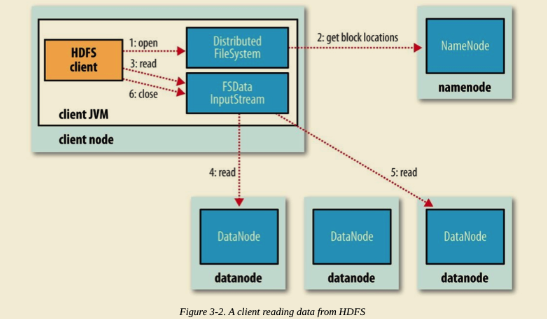 1: open
HDFS
client
3: read
6: close
Distributed
FileSystem
FSData
InputStream
client JVM
client node
2: get block locations
NameNode
namenode
4: read
5: read
DataNode
datanode
DataNode
datanode
DataNode
datanode
Figure 3-2. A client reading data from HDFS